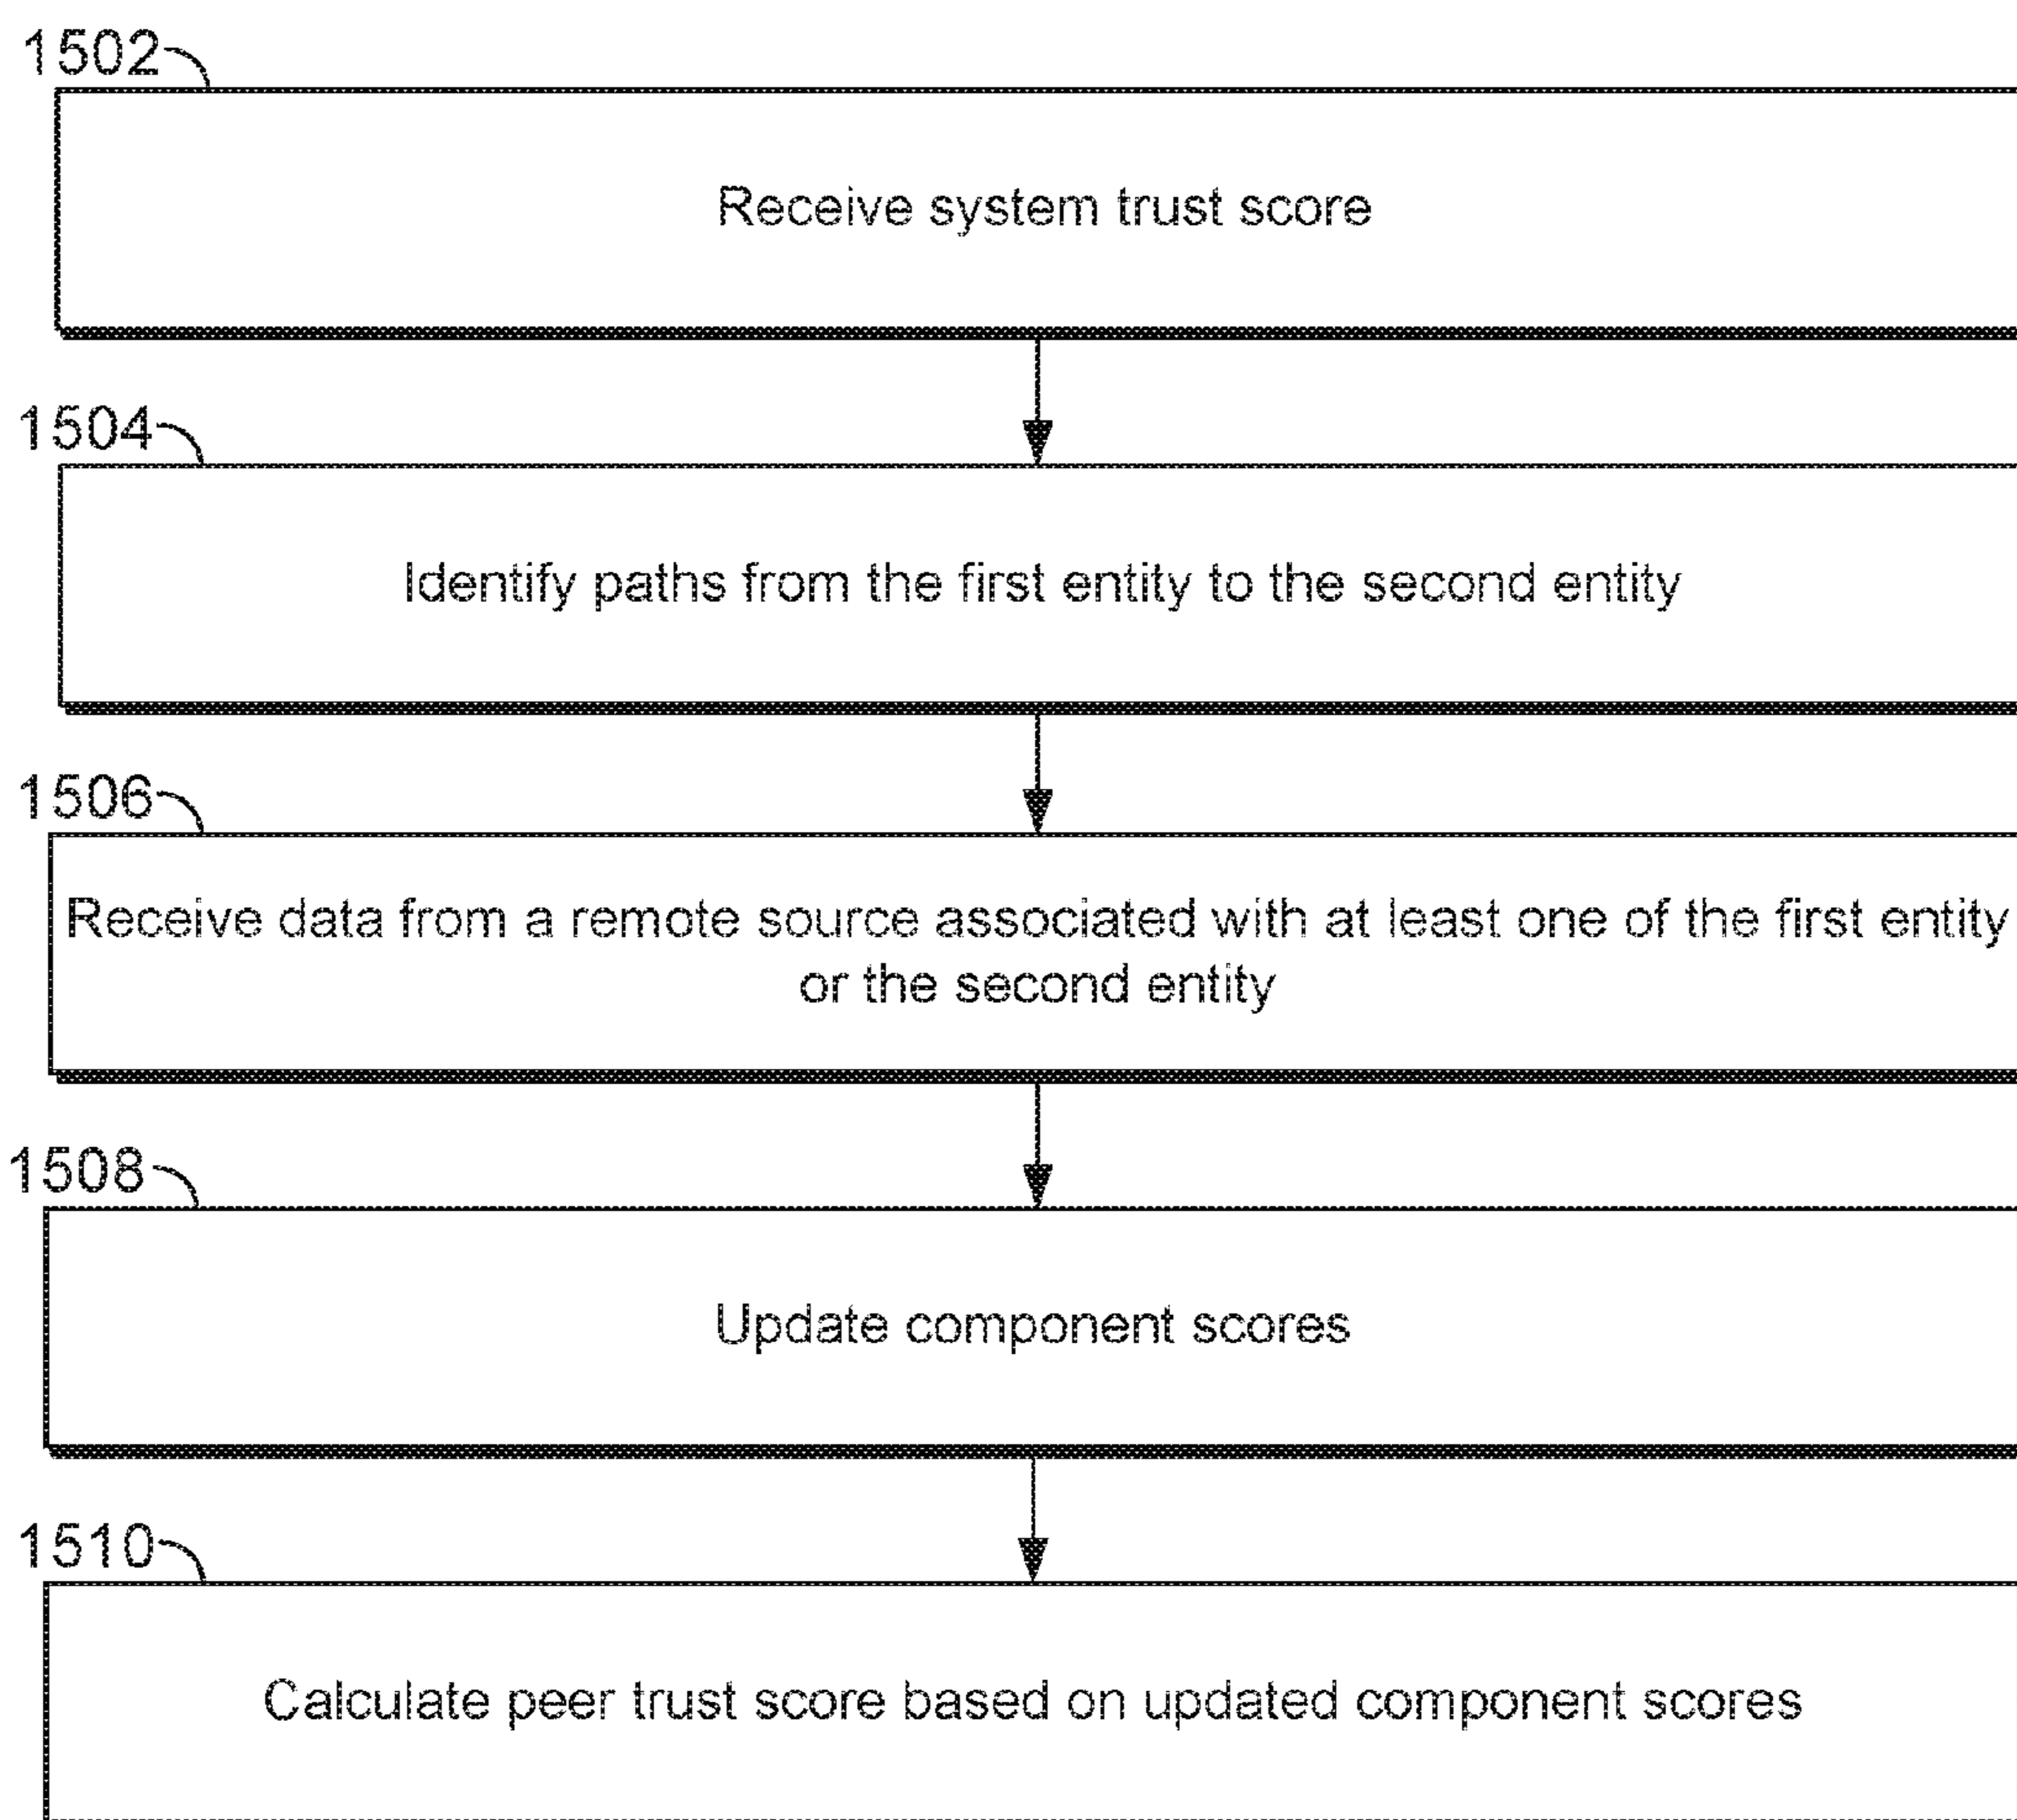 1502
Receive system trust score
1504
Identify paths from the first entity to the second entity
1506
Receive data from a remote source associated with at least one of the first entity
or the second entity
1508
Update component scores
1510
Calculate peer trust score based on updated component scores